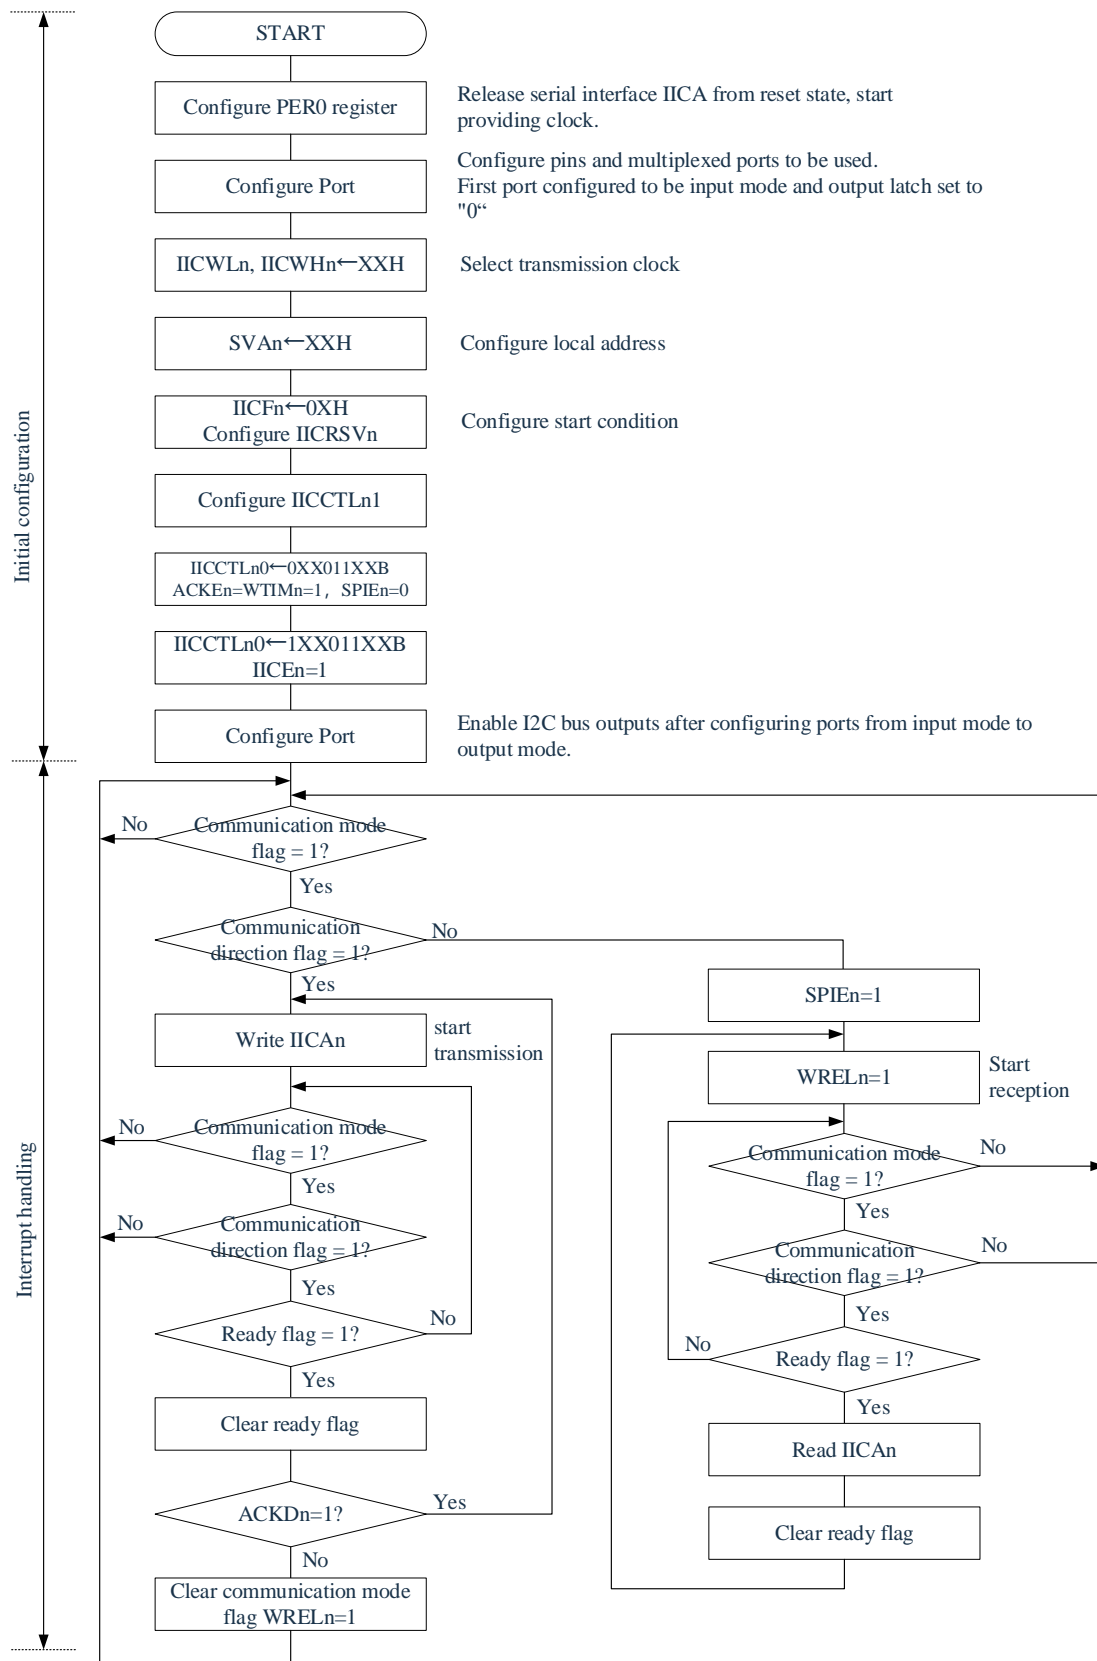 START
Configure PER0 register
Release serial interface IICA from reset state, start
providing clock.
Configure Port
Configure pins and multiplexed ports to be used.
First port configured to be input mode and output latch set to
"0“
IICWLn, IICWHn←XXH
Select transmission clock
SVAn←XXH
Configure local address
IICFn←0XH
Configure IICRSVn
Configure start condition
Configure IICCTLn1
IICCTLn0←0XX011XXB
ACKEn=WTIMn=1, SPIEn=0
IICCTLn0←1XX011XXB
IICEn=1
Configure Port
Enable I2C bus outputs after configuring ports from input mode to
output mode.
Initial configuration
No
Communication mode
flag = 1?
Yes
Communication
direction flag = 1?
No
Yes
Write IICAn
start
transmission
No
Communication mode
flag = 1?
Yes
No
Communication
direction flag = 1?
Yes
Ready flag = 1?
No
Yes
Clear ready flag
ACKDn=1?
Yes
No
Clear communication mode
flag WRELn=1
Interrupt handling
SPIEn=1
WRELn=1
Start
reception
Communication mode
flag = 1?
No
Yes
Communication
direction flag = 1?
No
Yes
No
Ready flag = 1?
Yes
Read IICAn
Clear ready flag